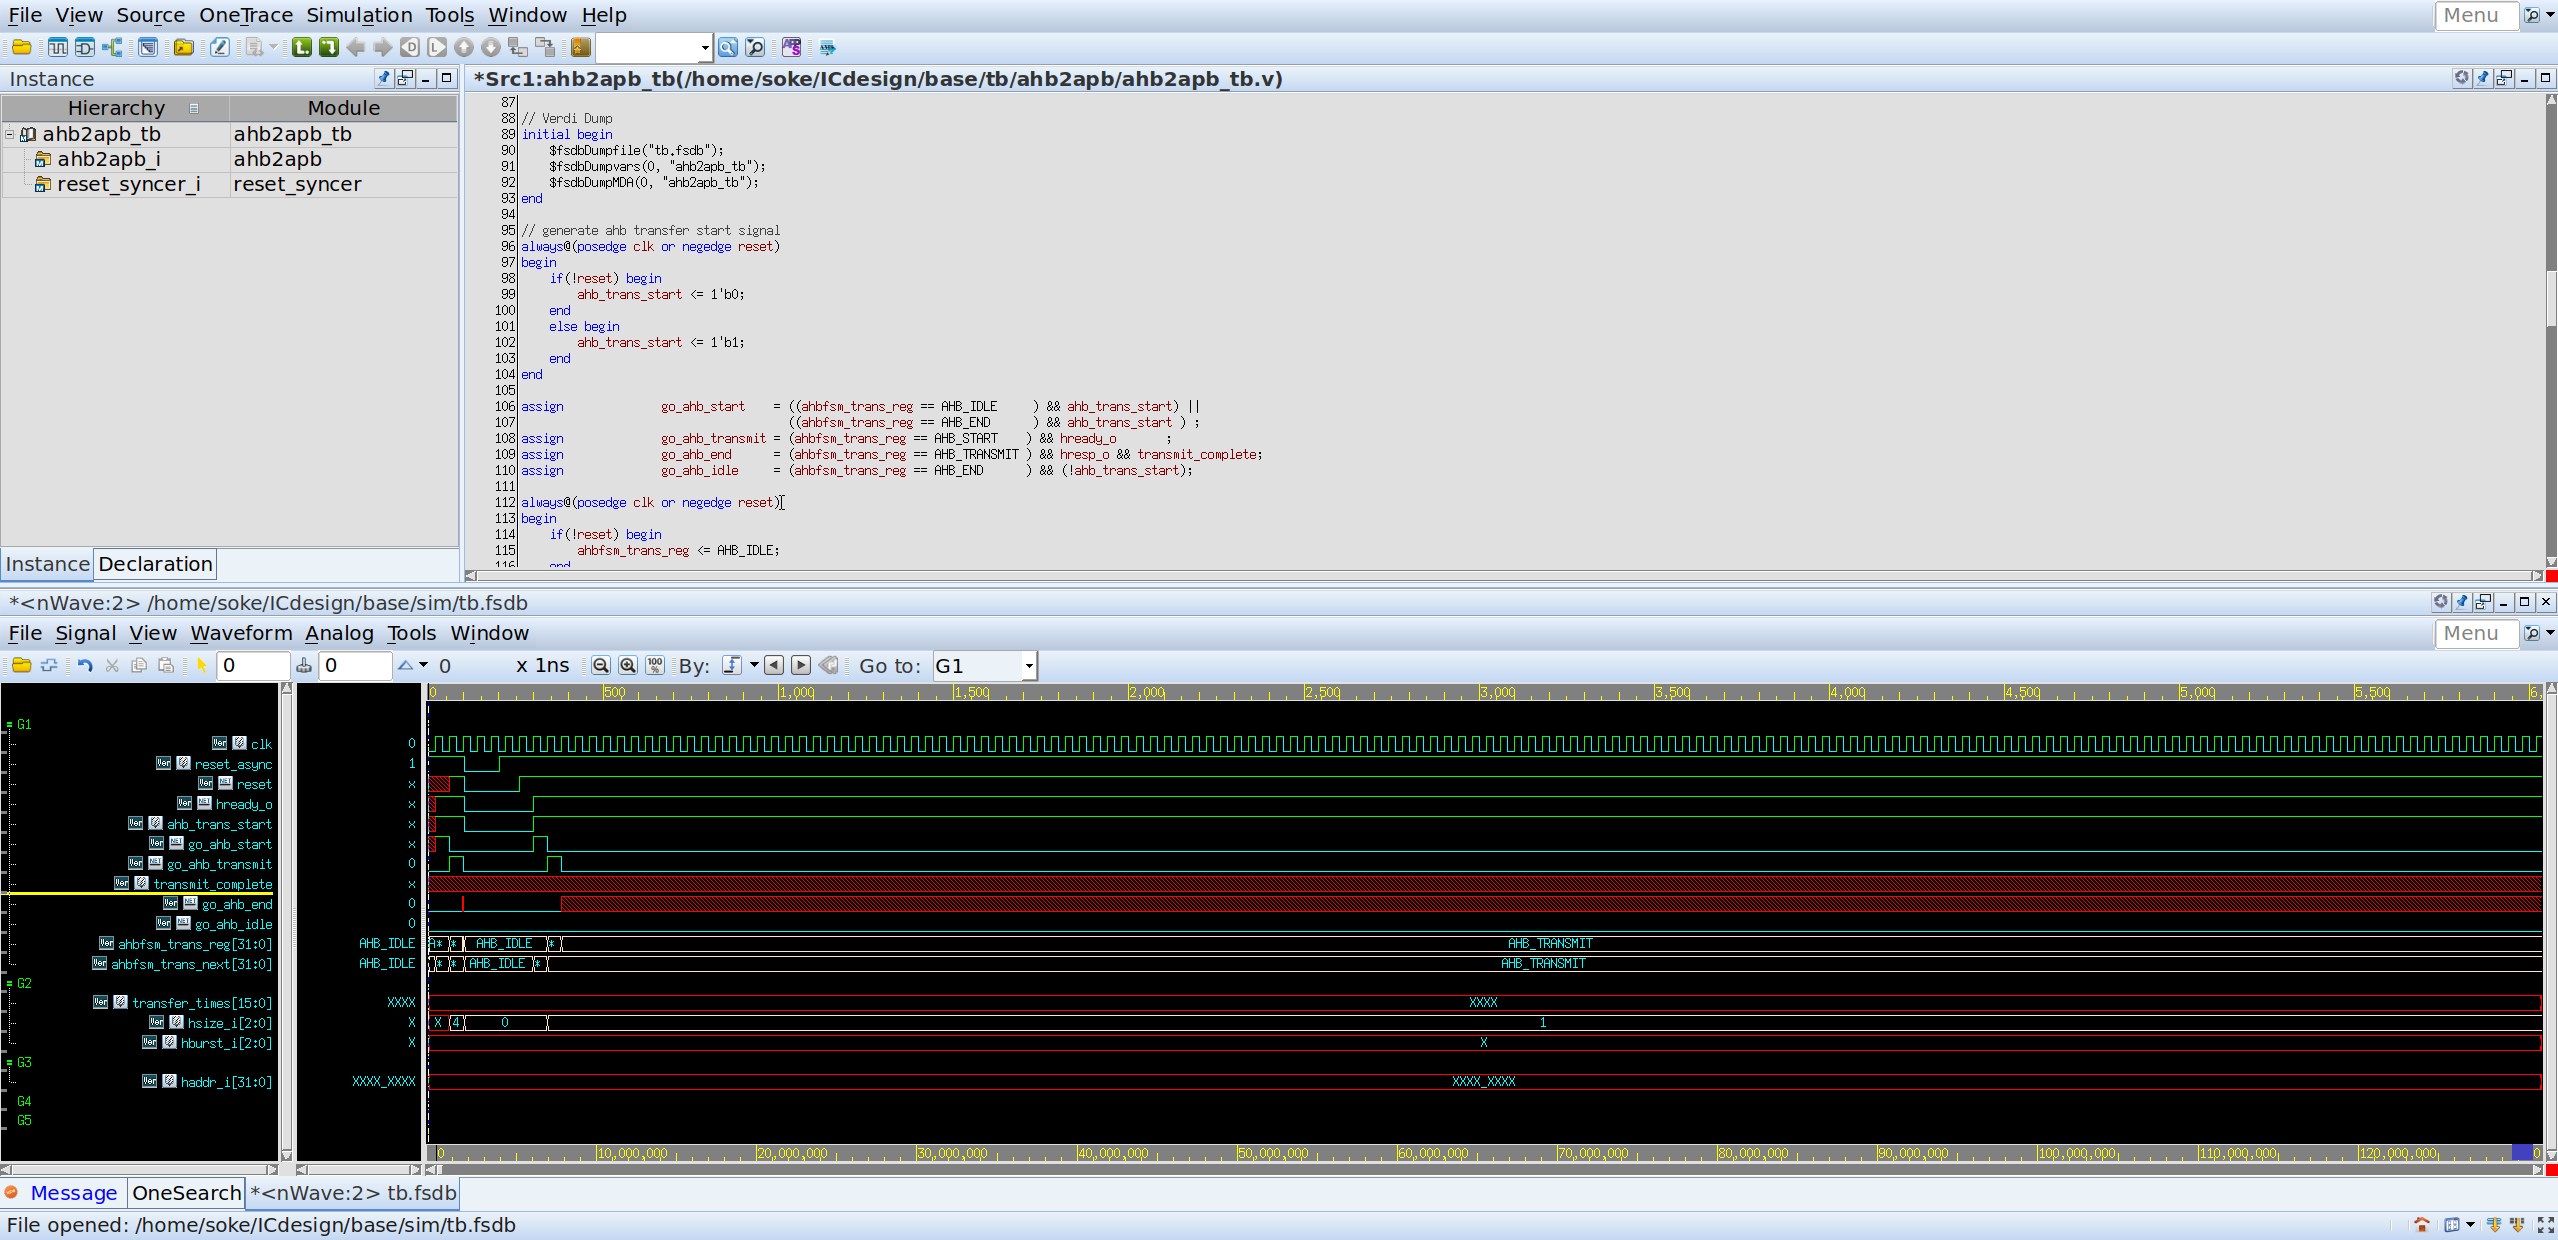 File View Source OneTrace Simulation Tools Window Help Menu
Instance
*Src1:ahb2apb_tb(/home/soke/ICdesign/base/tb/ahb2apb/ahb2apb_tb.v)
Hierarchy Module
ahb2apb_tb ahb2apb_tb
ahb2apb_i ahb2apb
reset_syncer_i reset_syncer
87
88 // Verdi Dump
89 initial begin
90 $fsdbDumpfile("tb.fsdb");
91 $fsdbDumpvars(0, "ahb2apb_tb");
92 $fsdbDumpMDA(0, "ahb2apb_tb");
93 end
94
95 // generate ahb transfer start signal
96 always@(posedge clk or negedge reset)
97 begin
98 if(!reset) begin
99 ahb_trans_start <= 1'b0;
100 end
101 else begin
102 ahb_trans_start <= 1'b1;
103 end
104 end
105
106 assign go_ahb_start = ((ahbfsm_trans_reg == AHB_IDLE ) && ahb_trans_start) ||
107 ((ahbfsm_trans_reg == AHB_END ) && ahb_trans_start ) ;
108 assign go_ahb_transmit = (ahbfsm_trans_reg == AHB_START ) && hready_o ;
109 assign go_ahb_end = (ahbfsm_trans_reg == AHB_TRANSMIT ) && hresp_o && transmit_complete;
110 assign go_ahb_idle = (ahbfsm_trans_reg == AHB_END ) && (!ahb_trans_start);
111
112 always@(posedge clk or negedge reset)
113 begin
114 if(!reset) begin
115 ahbfsm_trans_reg <= AHB_IDLE;
116 end
Instance Declaration
*<nWave:2> /home/soke/ICdesign/base/sim/tb.fsdb
File Signal View Waveform Analog Tools Window Menu
0 0 0 x 1ns 100% By: Go to: G1
0 500 1,000 1,500 2,000 2,500 3,000 3,500 4,000 4,500 5,000 5,500 6,
G1
clk 0
reset_async 1
reset x
hready_o x
ahb_trans_start x
go_ahb_start x
go_ahb_transmit 0
transmit_complete x
go_ahb_end 0
go_ahb_idle 0
ahbfsm_trans_reg[31:0] AHB_IDLE A* * AHB_IDLE * AHB_TRANSMIT
ahbfsm_trans_next[31:0] AHB_IDLE * * AHB_IDLE * AHB_TRANSMIT
G2
transfer_times[15:0] XXXX XXXX
hsize_i[2:0] X X 4 0 1
hburst_i[2:0] X X
G3
haddr_i[31:0] XXXX_XXXX XXXX_XXXX
G4
G5
0 10,000,000 20,000,000 30,000,000 40,000,000 50,000,000 60,000,000 70,000,000 80,000,000 90,000,000 100,000,000 110,000,000 120,000,000 0
Message OneSearch *<nWave:2> tb.fsdb
File opened: /home/soke/ICdesign/base/sim/tb.fsdb